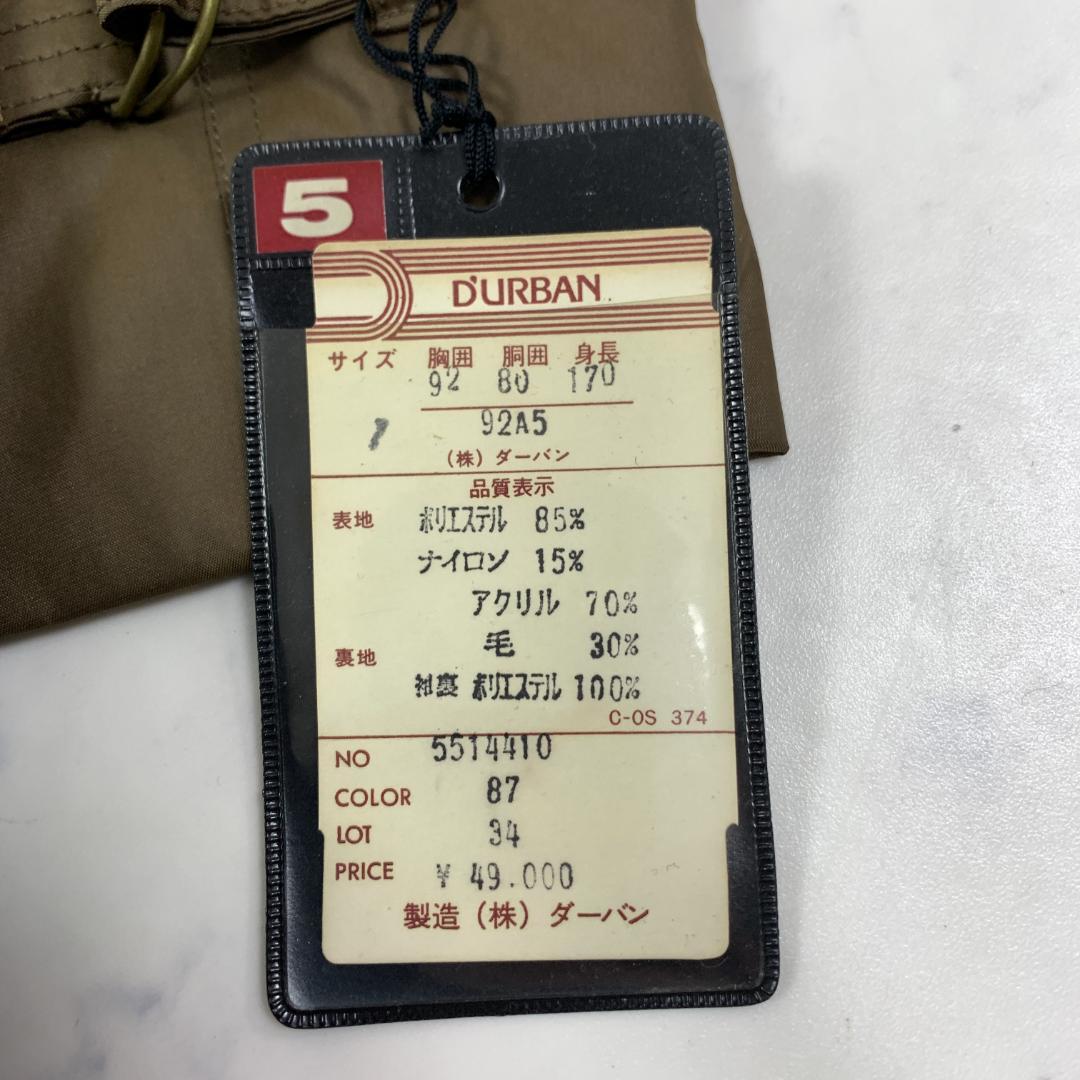 5
D'URBAN
サイズ 胸囲 胴囲 身長
92 80 170
92A5
(株) ダーバン
品質表示
表地 ポリエステル 85%
ナイロン 15%
アクリル 70%
裏地 毛 30%
袖裏 ポリエステル 100%
C-OS 374
NO 5514410
COLOR 87
LOT 34
PRICE ¥ 49.000
製造 (株) ダーバン